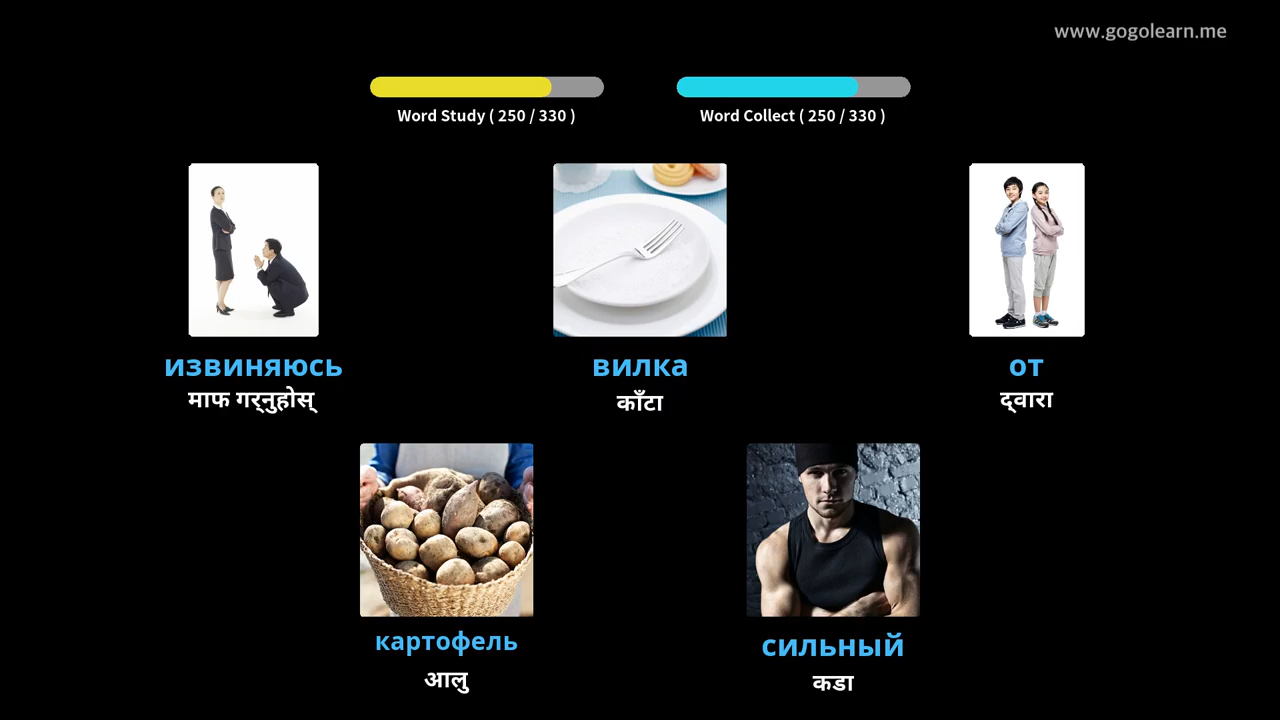 www.gogolearn.me
Word Study ( 250 / 330 )
Word Collect ( 250 / 330 )
извиняюсь
माफ गर्नुहोस्
вилка
काँटा
от
द्वारा
картофель
आलु
сильный
कडा